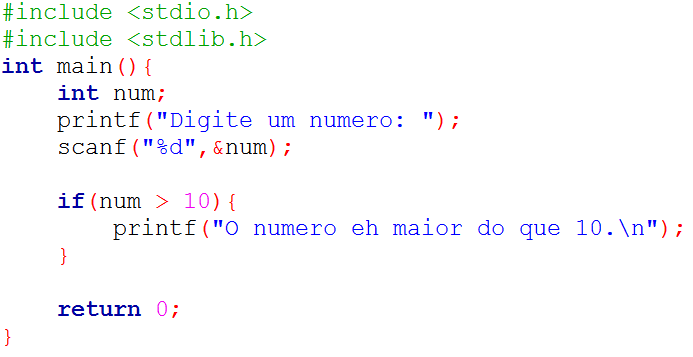 #include <stdio.h>
#include <stdlib.h>
int main(){
    int num;
    printf("Digite um numero: ");
    scanf("%d",&num);

    if(num > 10){
        printf("O numero eh maior do que 10.\n");
    }

    return 0;
}